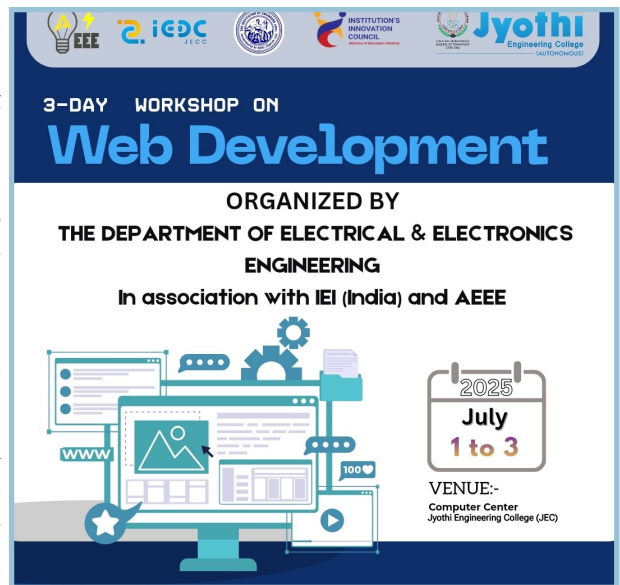 AEEE
iEDC
JECC
INSTITUTION'S
INNOVATION
COUNCIL
Jyothi
Engineering College
(AUTONOMOUS)
3-DAY WORKSHOP ON
Web Development
ORGANIZED BY
THE DEPARTMENT OF ELECTRICAL & ELECTRONICS
ENGINEERING
In association with IEI (India) and AEEE
2025
July
1 to 3
WWW
100
VENUE:-
Computer Center
Jyothi Engineering College (JEC)